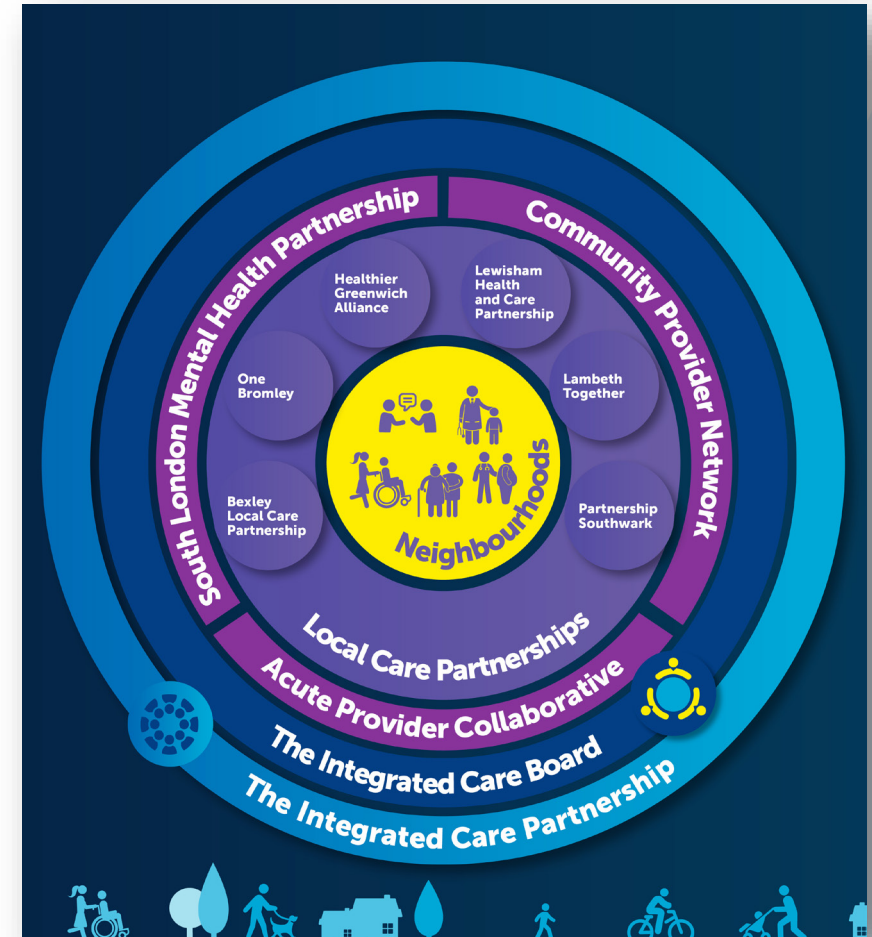 South London Mental Health Partnership
Community Provider Network
Healthier
Greenwich
Alliance
Lewisham
Health
and Care
Partnership
One
Bromley
Lambeth
Together
Bexley
Local Care
Partnership
Partnership
Southwark
Neighbourhoods
Local Care Partnerships
Acute Provider Collaborative
The Integrated Care Board
The Integrated Care Partnership